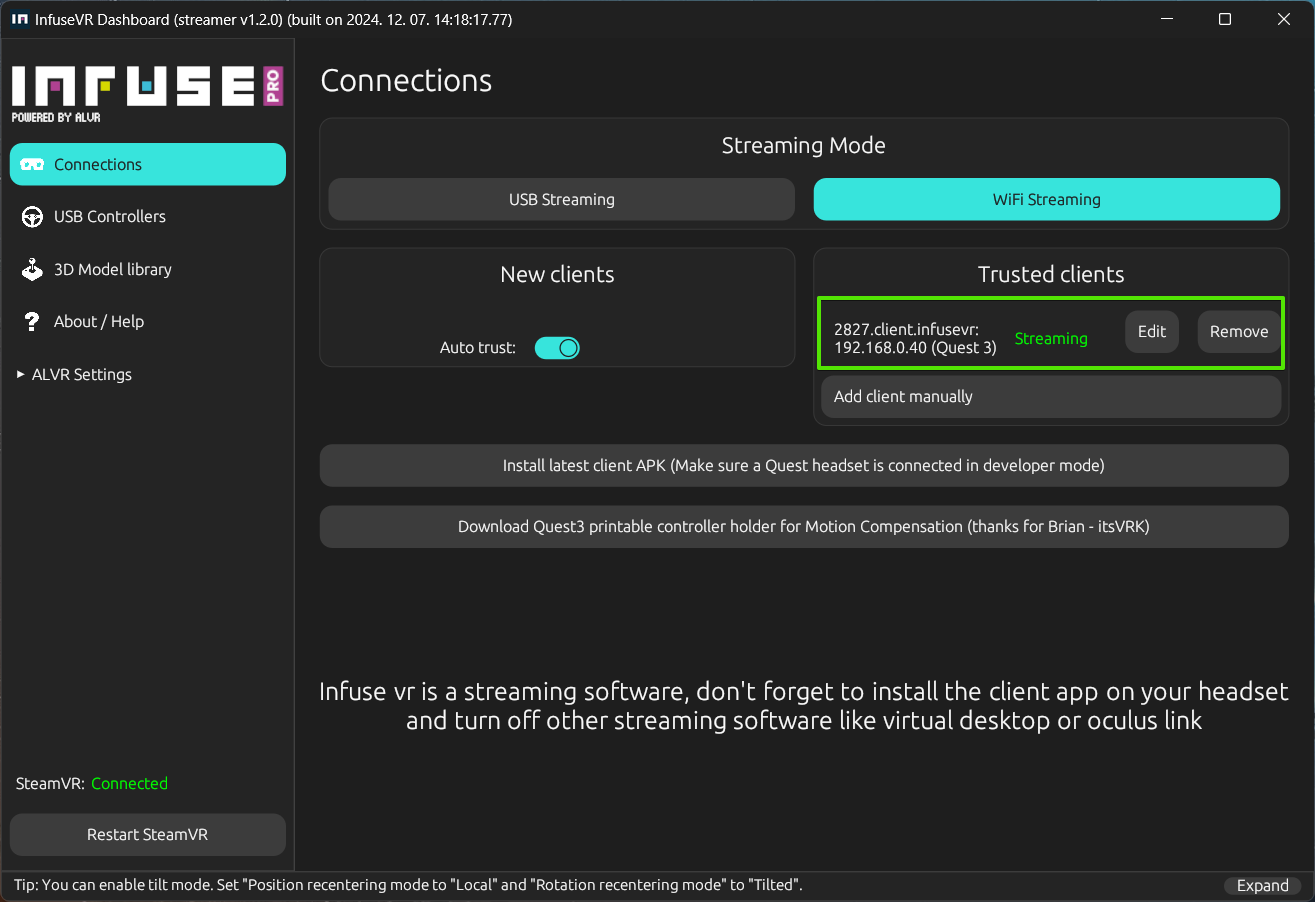 InfuseVR Dashboard (streamer v1.2.0) (built on 2024. 12. 07. 14:18:17.77)
INFUSE PRO
POWERED BY ALVR
Connections
USB Controllers
3D Model library
About / Help
ALVR Settings
SteamVR: Connected
Restart SteamVR
Connections
Streaming Mode
USB Streaming
WiFi Streaming
New clients
Auto trust:
Trusted clients
2827.client.infusevr:
192.168.0.40 (Quest 3)
Streaming
Edit
Remove
Add client manually
Install latest client APK (Make sure a Quest headset is connected in developer mode)
Download Quest3 printable controller holder for Motion Compensation (thanks for Brian - itsVRK)
Infuse vr is a streaming software, don't forget to install the client app on your headset
and turn off other streaming software like virtual desktop or oculus link
Tip: You can enable tilt mode. Set "Position recentering mode to "Local" and "Rotation recentering mode" to "Tilted".
Expand